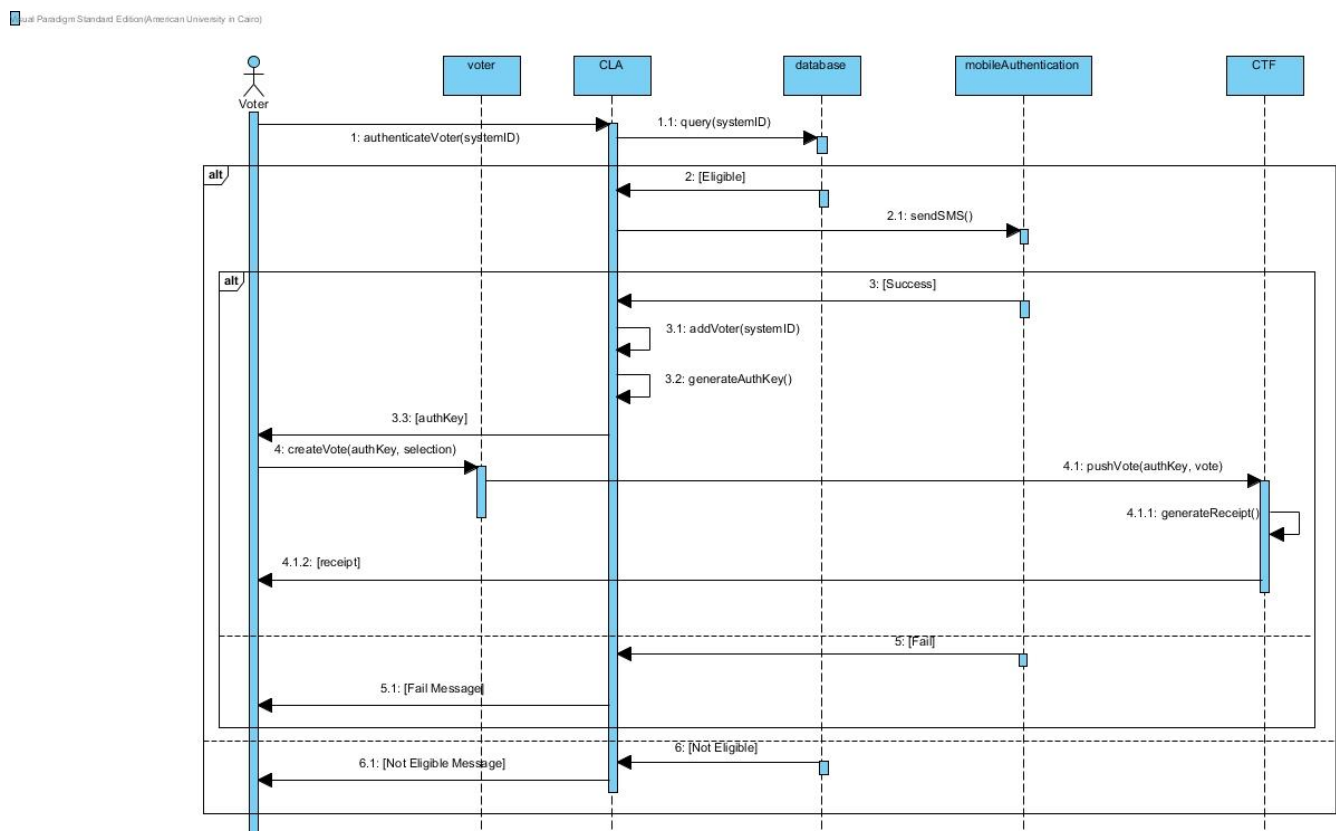 Visual Paradigm Standard Edition(American University in Cairo)
voter
CLA
database
mobileAuthentication
CTF
Voter
1: authenticateVoter(systemID)
1.1: query(systemID)
alt
2: [Eligible]
2.1: sendSMS()
alt
3: [Success]
3.1: addVoter(systemID)
3.2: generateAuthKey()
3.3: [authKey]
4: createVote(authKey, selection)
4.1: pushVote(authKey, vote)
4.1.1: generateReceipt()
4.1.2: [receipt]
5: [Fail]
5.1: [Fail Message]
6: [Not Eligible]
6.1: [Not Eligible Message]